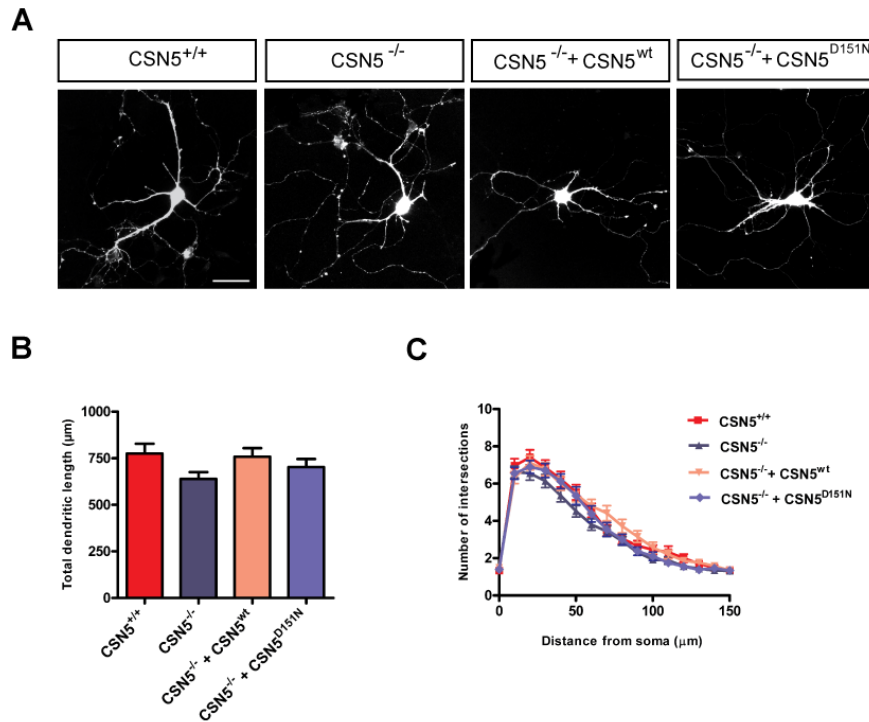 A
CSN5+/+
CSN5 -/-
CSN5 -/- + CSN5wt
CSN5-/- + CSN5D151N
B
C
Total dendritic length (μm)
1000
750
500
250
0
CSN5+/+
CSN5-/-
CSN5-/- + CSN5wt
CSN5-/- + CSN5D151N
Number of intersections
10
8
6
4
2
0
0
50
100
150
Distance from soma (μm)
CSN5+/+
CSN5-/-
CSN5-/- + CSN5wt
CSN5-/- + CSN5D151N